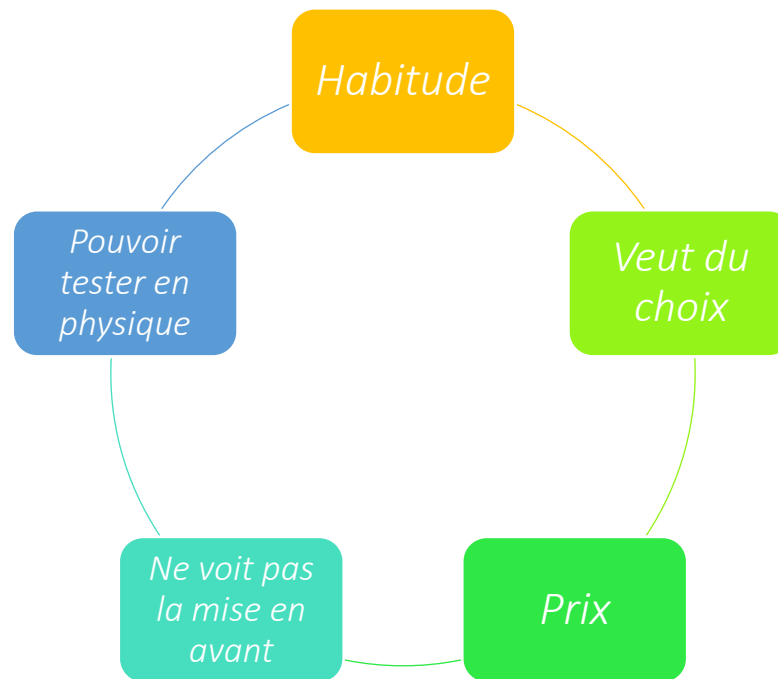 Habitude
Veut du
choix
Prix
Ne voit pas
la mise en
avant
Pouvoir
tester en
physique